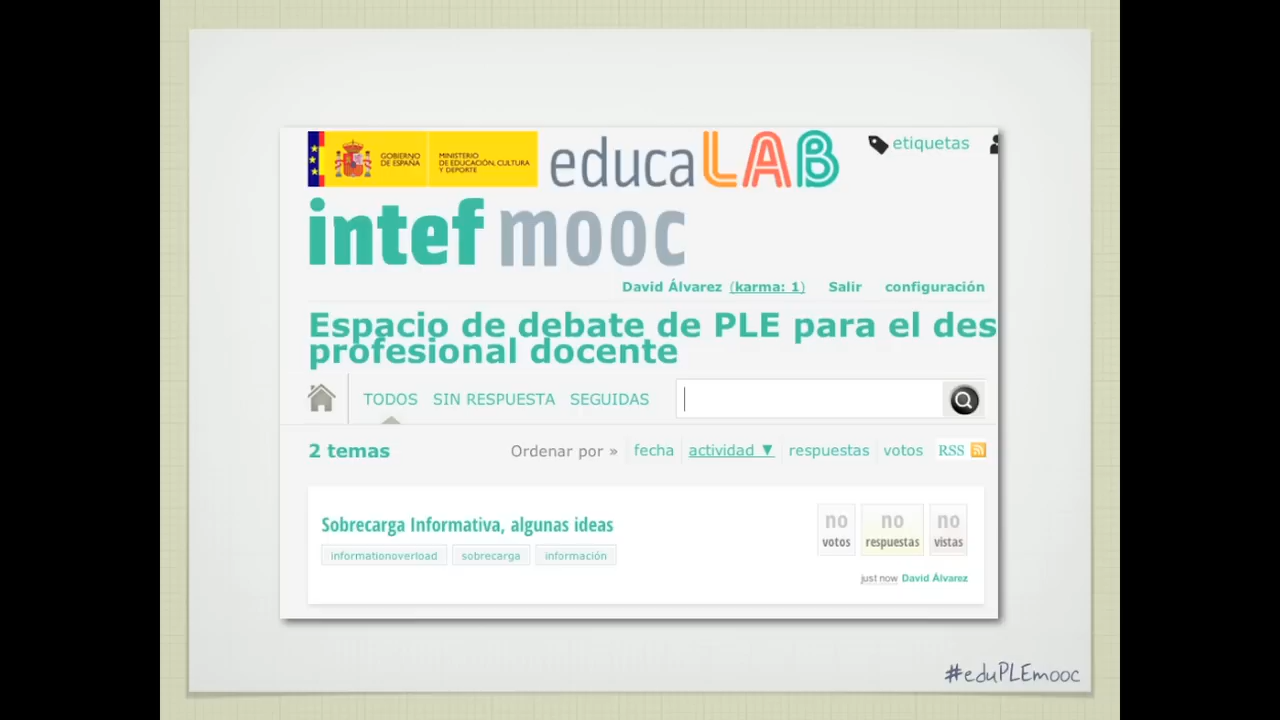 GOBIERNO DE ESPAÑA
MINISTERIO DE EDUCACIÓN, CULTURA Y DEPORTE
educaLAB
etiquetas
intef mooc
David Álvarez (karma: 1) Salir configuración
Espacio de debate de PLE para el des
profesional docente
TODOS SIN RESPUESTA SEGUIDAS
2 temas Ordenar por » fecha actividad ▼ respuestas votos RSS
Sobrecarga Informativa, algunas ideas
no votos no respuestas no vistas
informationoverload sobrecarga información
just now David Álvarez
#eduPLEmooc